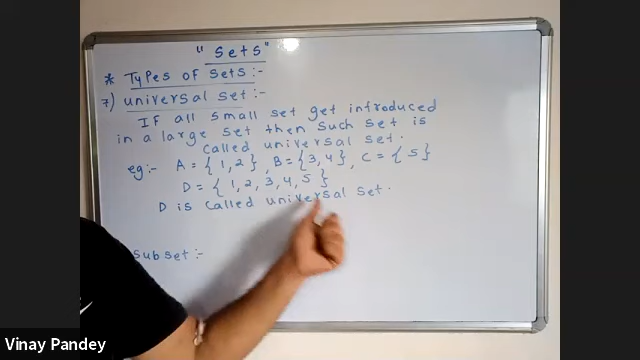 "Sets"
* Types of sets:-
7) universal set:-
If all small set get introduced
in a large set then such set is
called universal set.
eg:- A = { 1,2 }, B = { 3,4 }, C = { 5 }
D = { 1, 2, 3, 4, 5 }
D is called universal set.
subset:-
Vinay Pandey